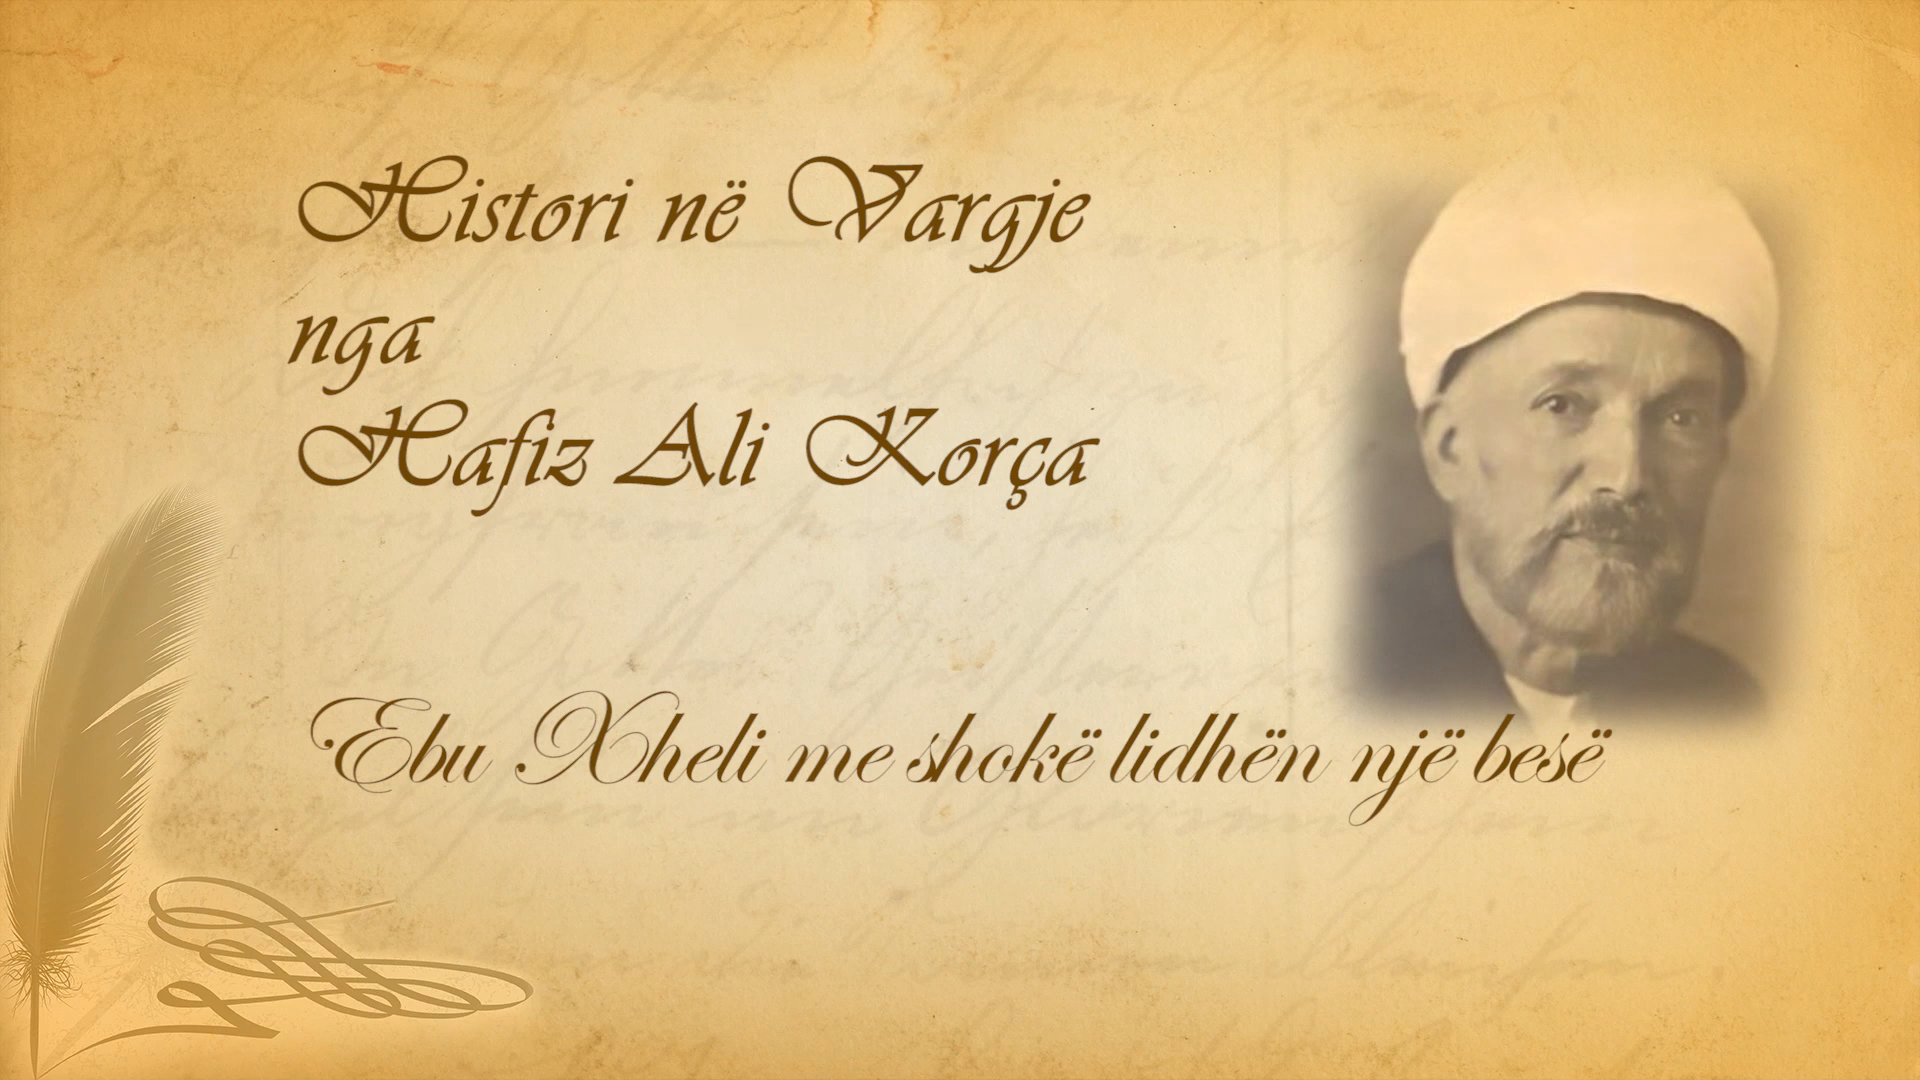 Histori në Vargje
nga
Hafiz Ali Korça
Ebu Xheli me shokë lidhën një besë